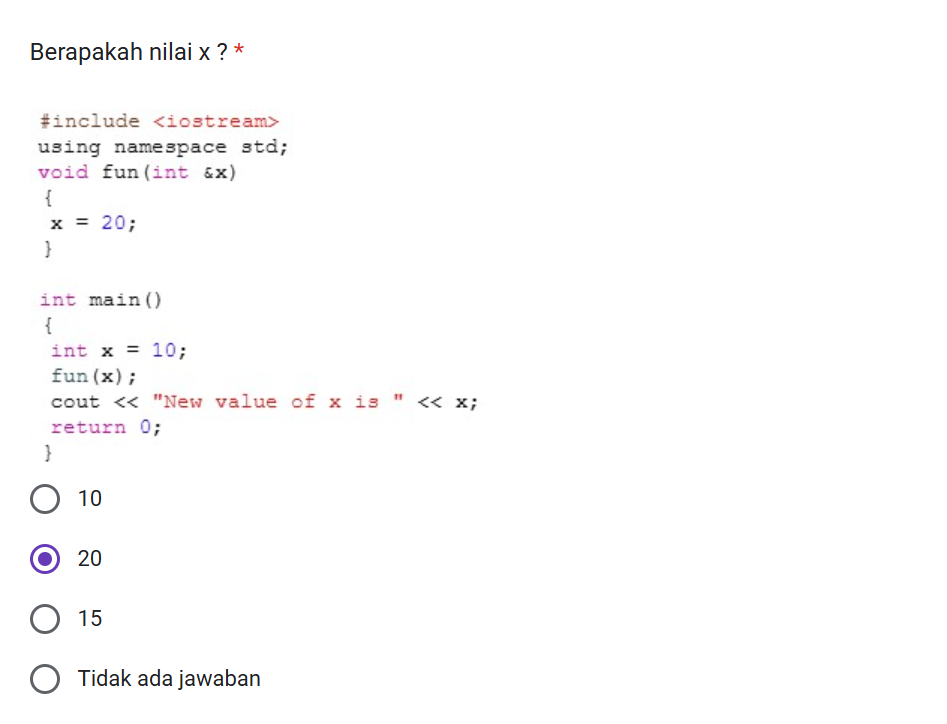 Berapakah nilai x ? *
#include <iostream>
using namespace std;
void fun(int &x)
{
x = 20;
}
int main()
{
int x = 10;
fun(x);
cout << "New value of x is " << x;
return 0;
}
10
20
15
Tidak ada jawaban